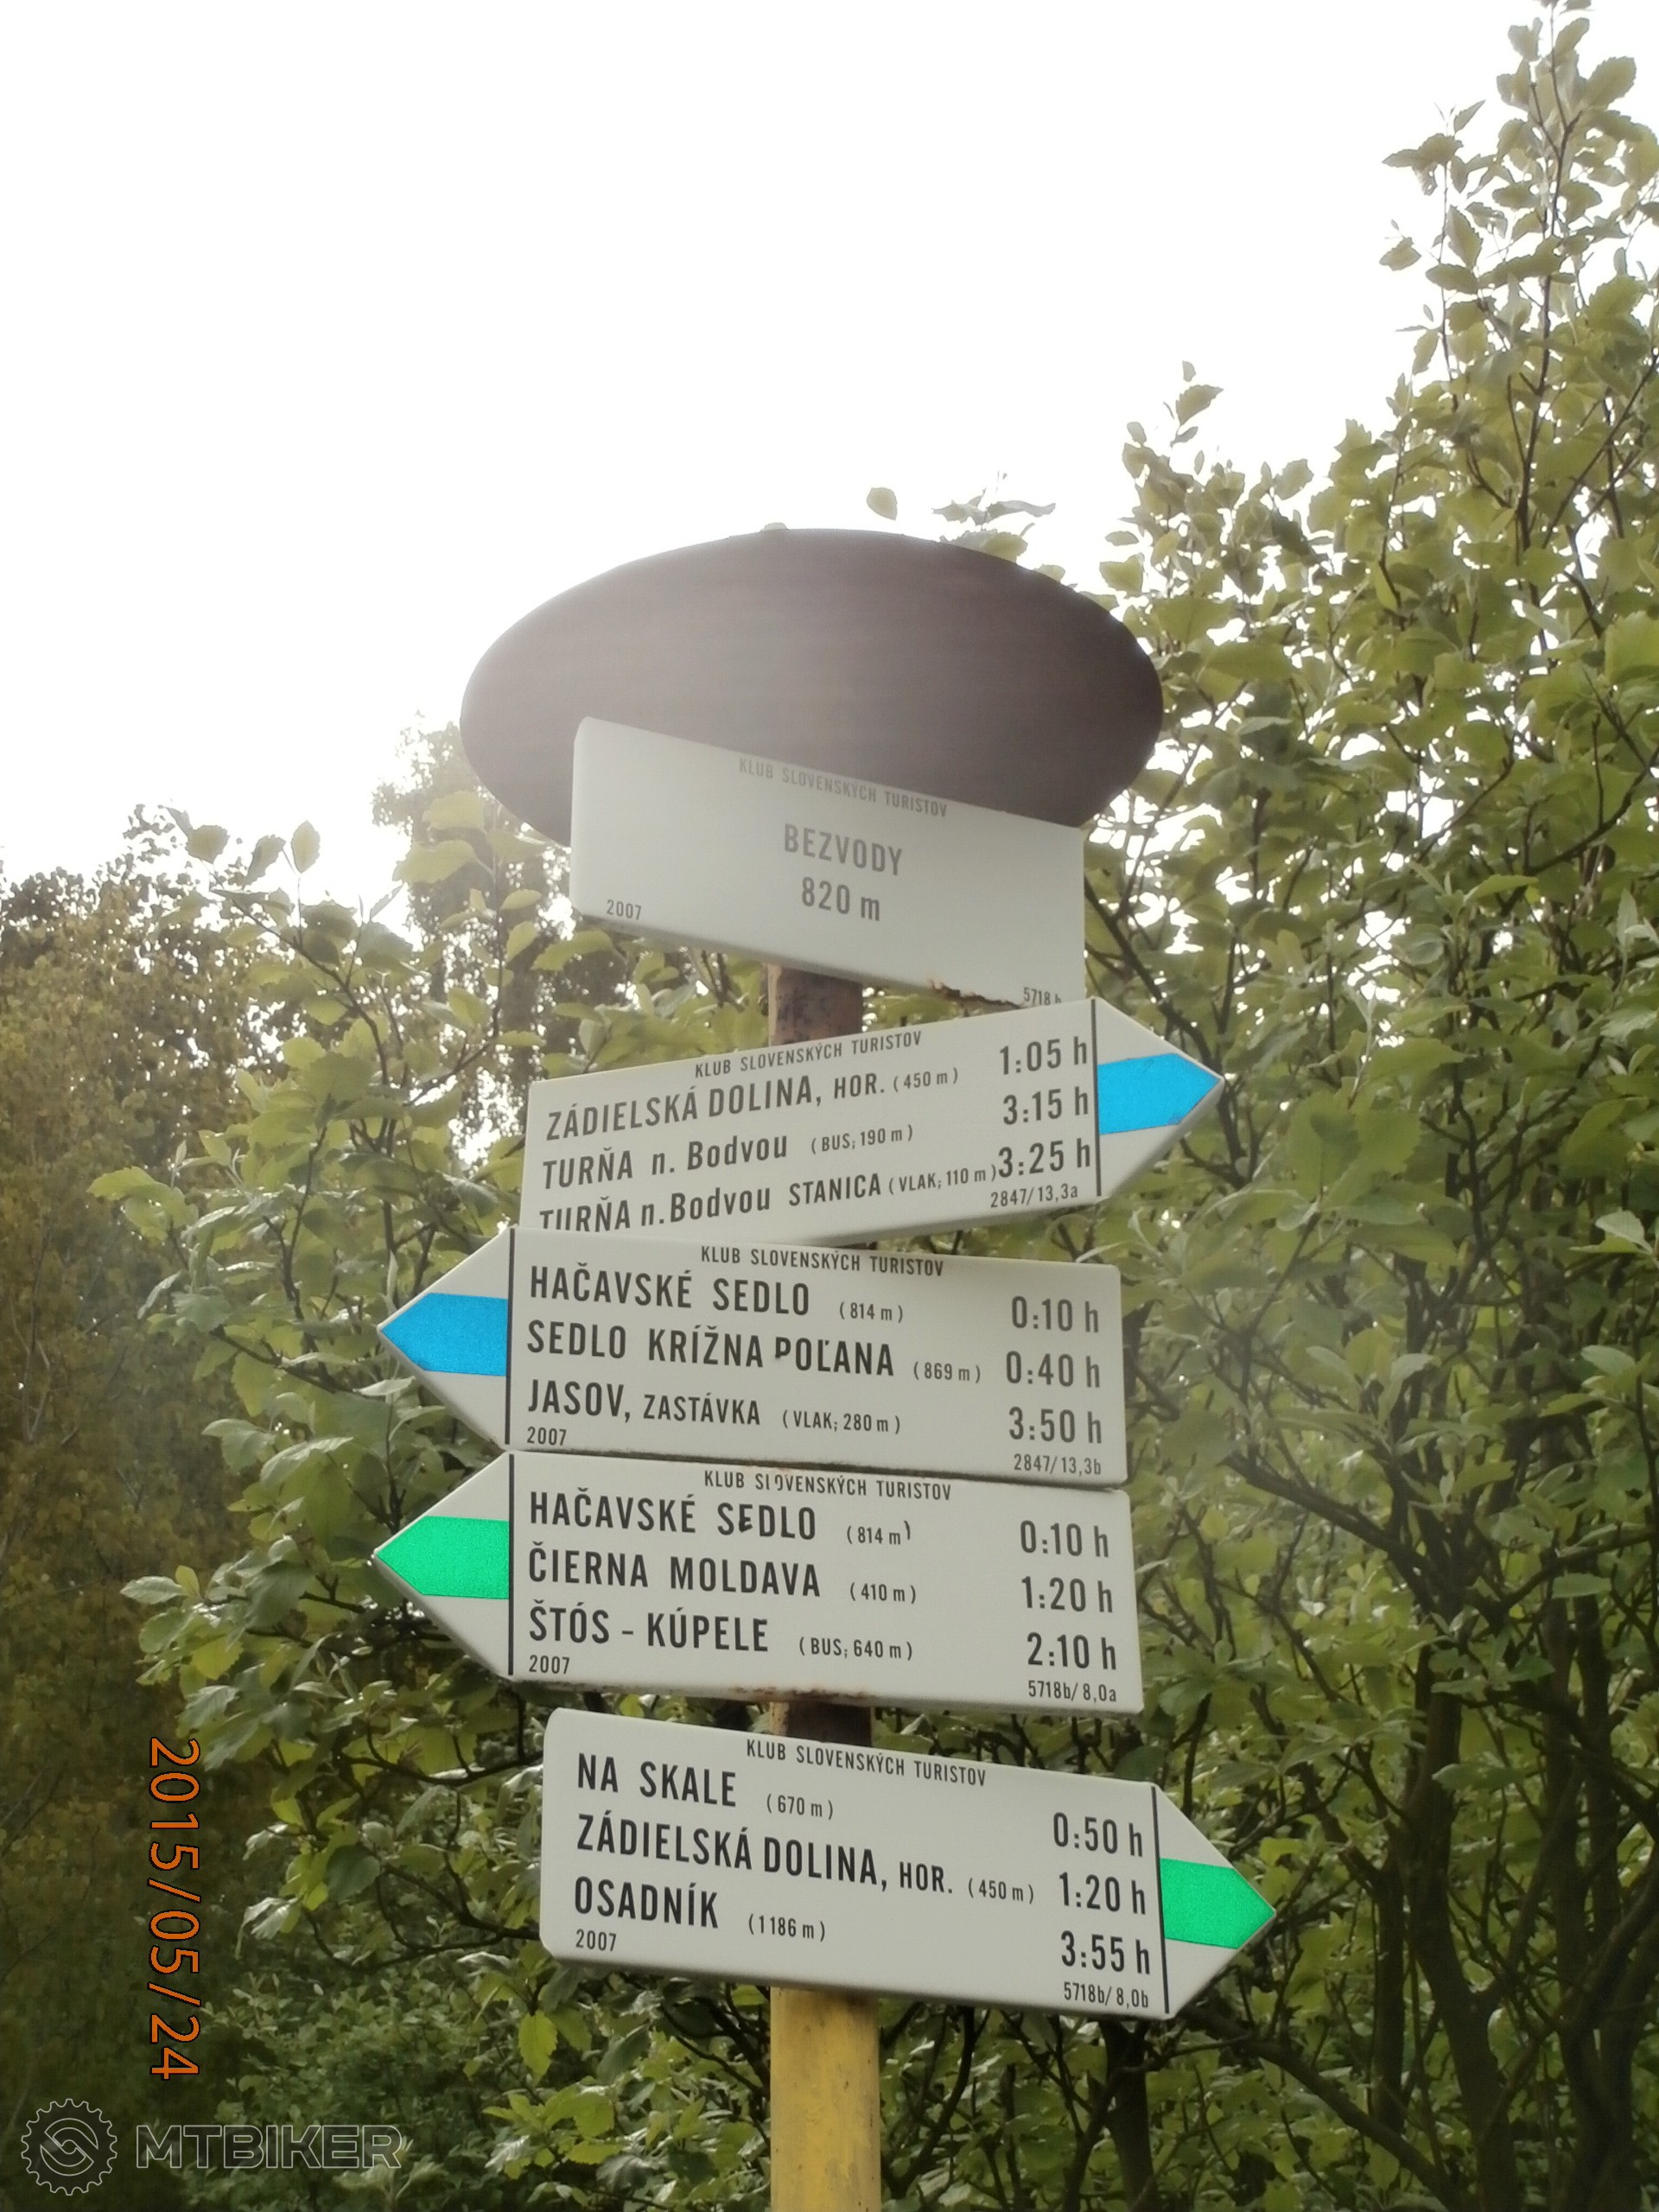 KLUB SLOVENSKÝCH TURISTOV
BEZVODY
820 m
2007
5718 b
KLUB SLOVENSKÝCH TURISTOV
ZÁDIELSKÁ DOLINA, HOR. (450 m) 1:05 h
TURŇA n. Bodvou (BUS; 190 m) 3:15 h
TURŇA n. Bodvou STANICA (VLAK; 110 m) 3:25 h
2847/13,3a
KLUB SLOVENSKÝCH TURISTOV
HAČAVSKÉ SEDLO (814 m) 0:10 h
SEDLO KRÍŽNA POĽANA (869 m) 0:40 h
JASOV, ZASTÁVKA (VLAK; 280 m) 3:50 h
2007 2847/13,3b
KLUB SLOVENSKÝCH TURISTOV
HAČAVSKÉ SEDLO (814 m) 0:10 h
ČIERNA MOLDAVA (410 m) 1:20 h
ŠTÓS - KÚPELE (BUS; 640 m) 2:10 h
2007 5718b/8,0a
KLUB SLOVENSKÝCH TURISTOV
NA SKALE (670 m) 0:50 h
ZÁDIELSKÁ DOLINA, HOR. (450 m) 1:20 h
OSADNÍK (1186 m) 3:55 h
2007 5718b/8,0b
2015/05/24
MTBIKER